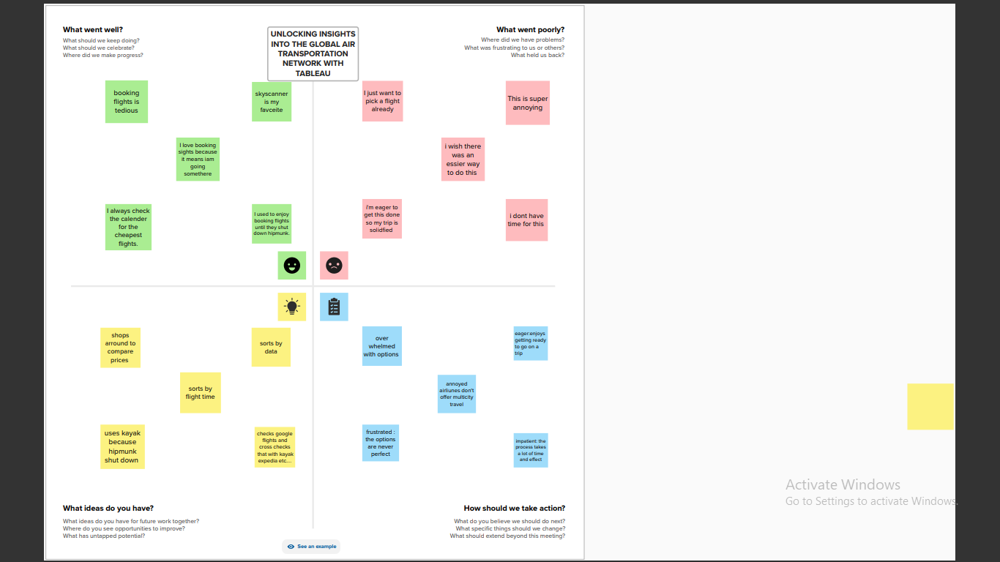 What went well?
What should we keep doing?
What should we celebrate?
Where did we make progress?
UNLOCKING INSIGHTS
INTO THE GLOBAL AIR
TRANSPORTATION
NETWORK WITH
TABLEAU
What went poorly?
Where did we have problems?
What was frustrating to us or others?
What held us back?
booking
flights is
tedious
skyscanner
is my
favceite
I love booking
sights because
it means iam
going
somethere
I always check
the calender
for the
cheapest
flights.
I used to enjoy
booking flights
until they shut
down hipmunk.
I just want to
pick a flight
already
This is super
annoying
i wish there
was an
essier way
to do this
i'm eager to
get this done
so my trip is
solidfied
i dont have
time for this
shops
arround to
compare
prices
sorts by
data
sorts by
flight time
uses kayak
because
hipmunk
shut down
checks google
flights and
cross checks
that with kayak
expedia etc....
over
whelmed
with options
eager:enjoys
getting ready
to go on a
trip
annoyed
airliunes don't
offer multicity
travel
frustrated :
the options
are never
perfect
impatient: the
process takes
a lot of time
and effect
What ideas do you have?
What ideas do you have for future work together?
Where do you see opportunities to improve?
What has untapped potential?
How should we take action?
What do you believe we should do next?
What specific things should we change?
What should extend beyond this meeting?
See an example
Activate Windows
Go to Settings to activate Windows.